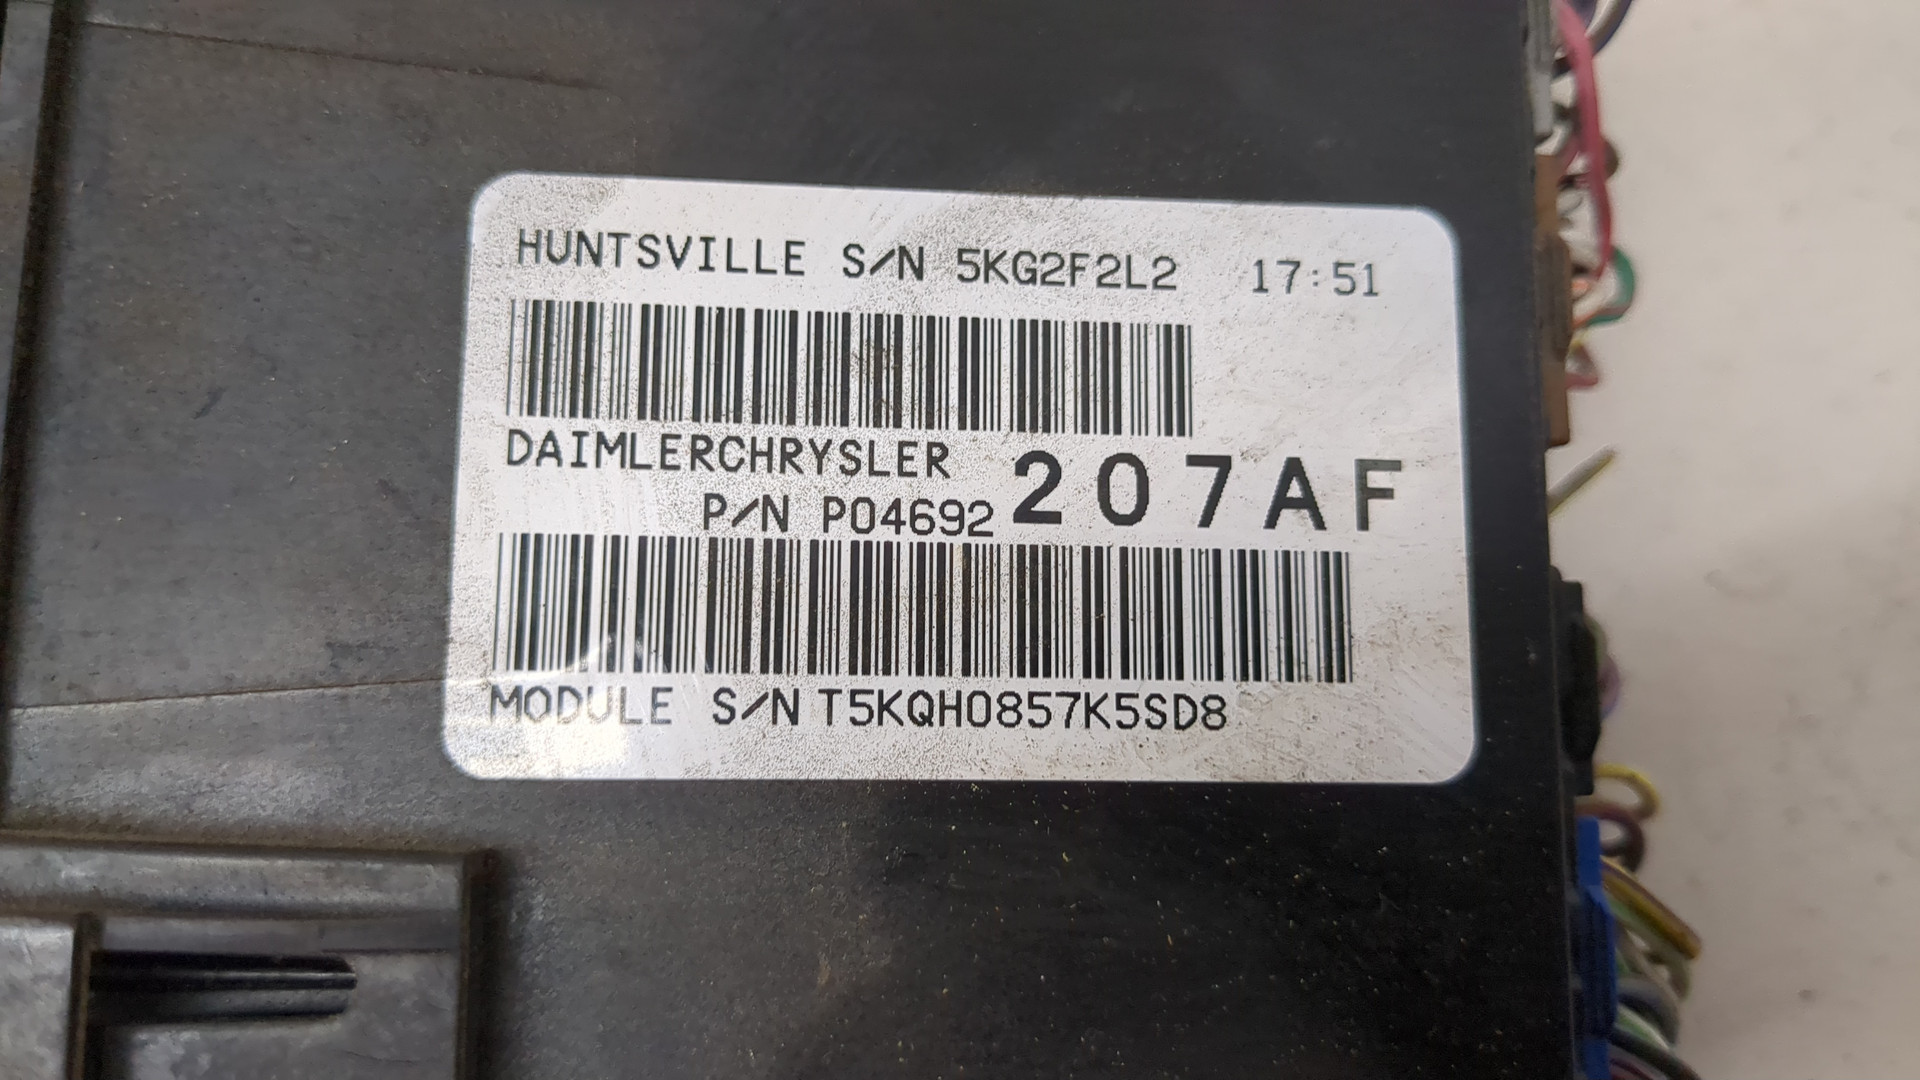 HUNTSVILLE S/N 5KG2F2L2 17:51
DAIMLERCHRYSLER
P/N P04692 207AF
MODULE S/N T5KQH0857K5SD8